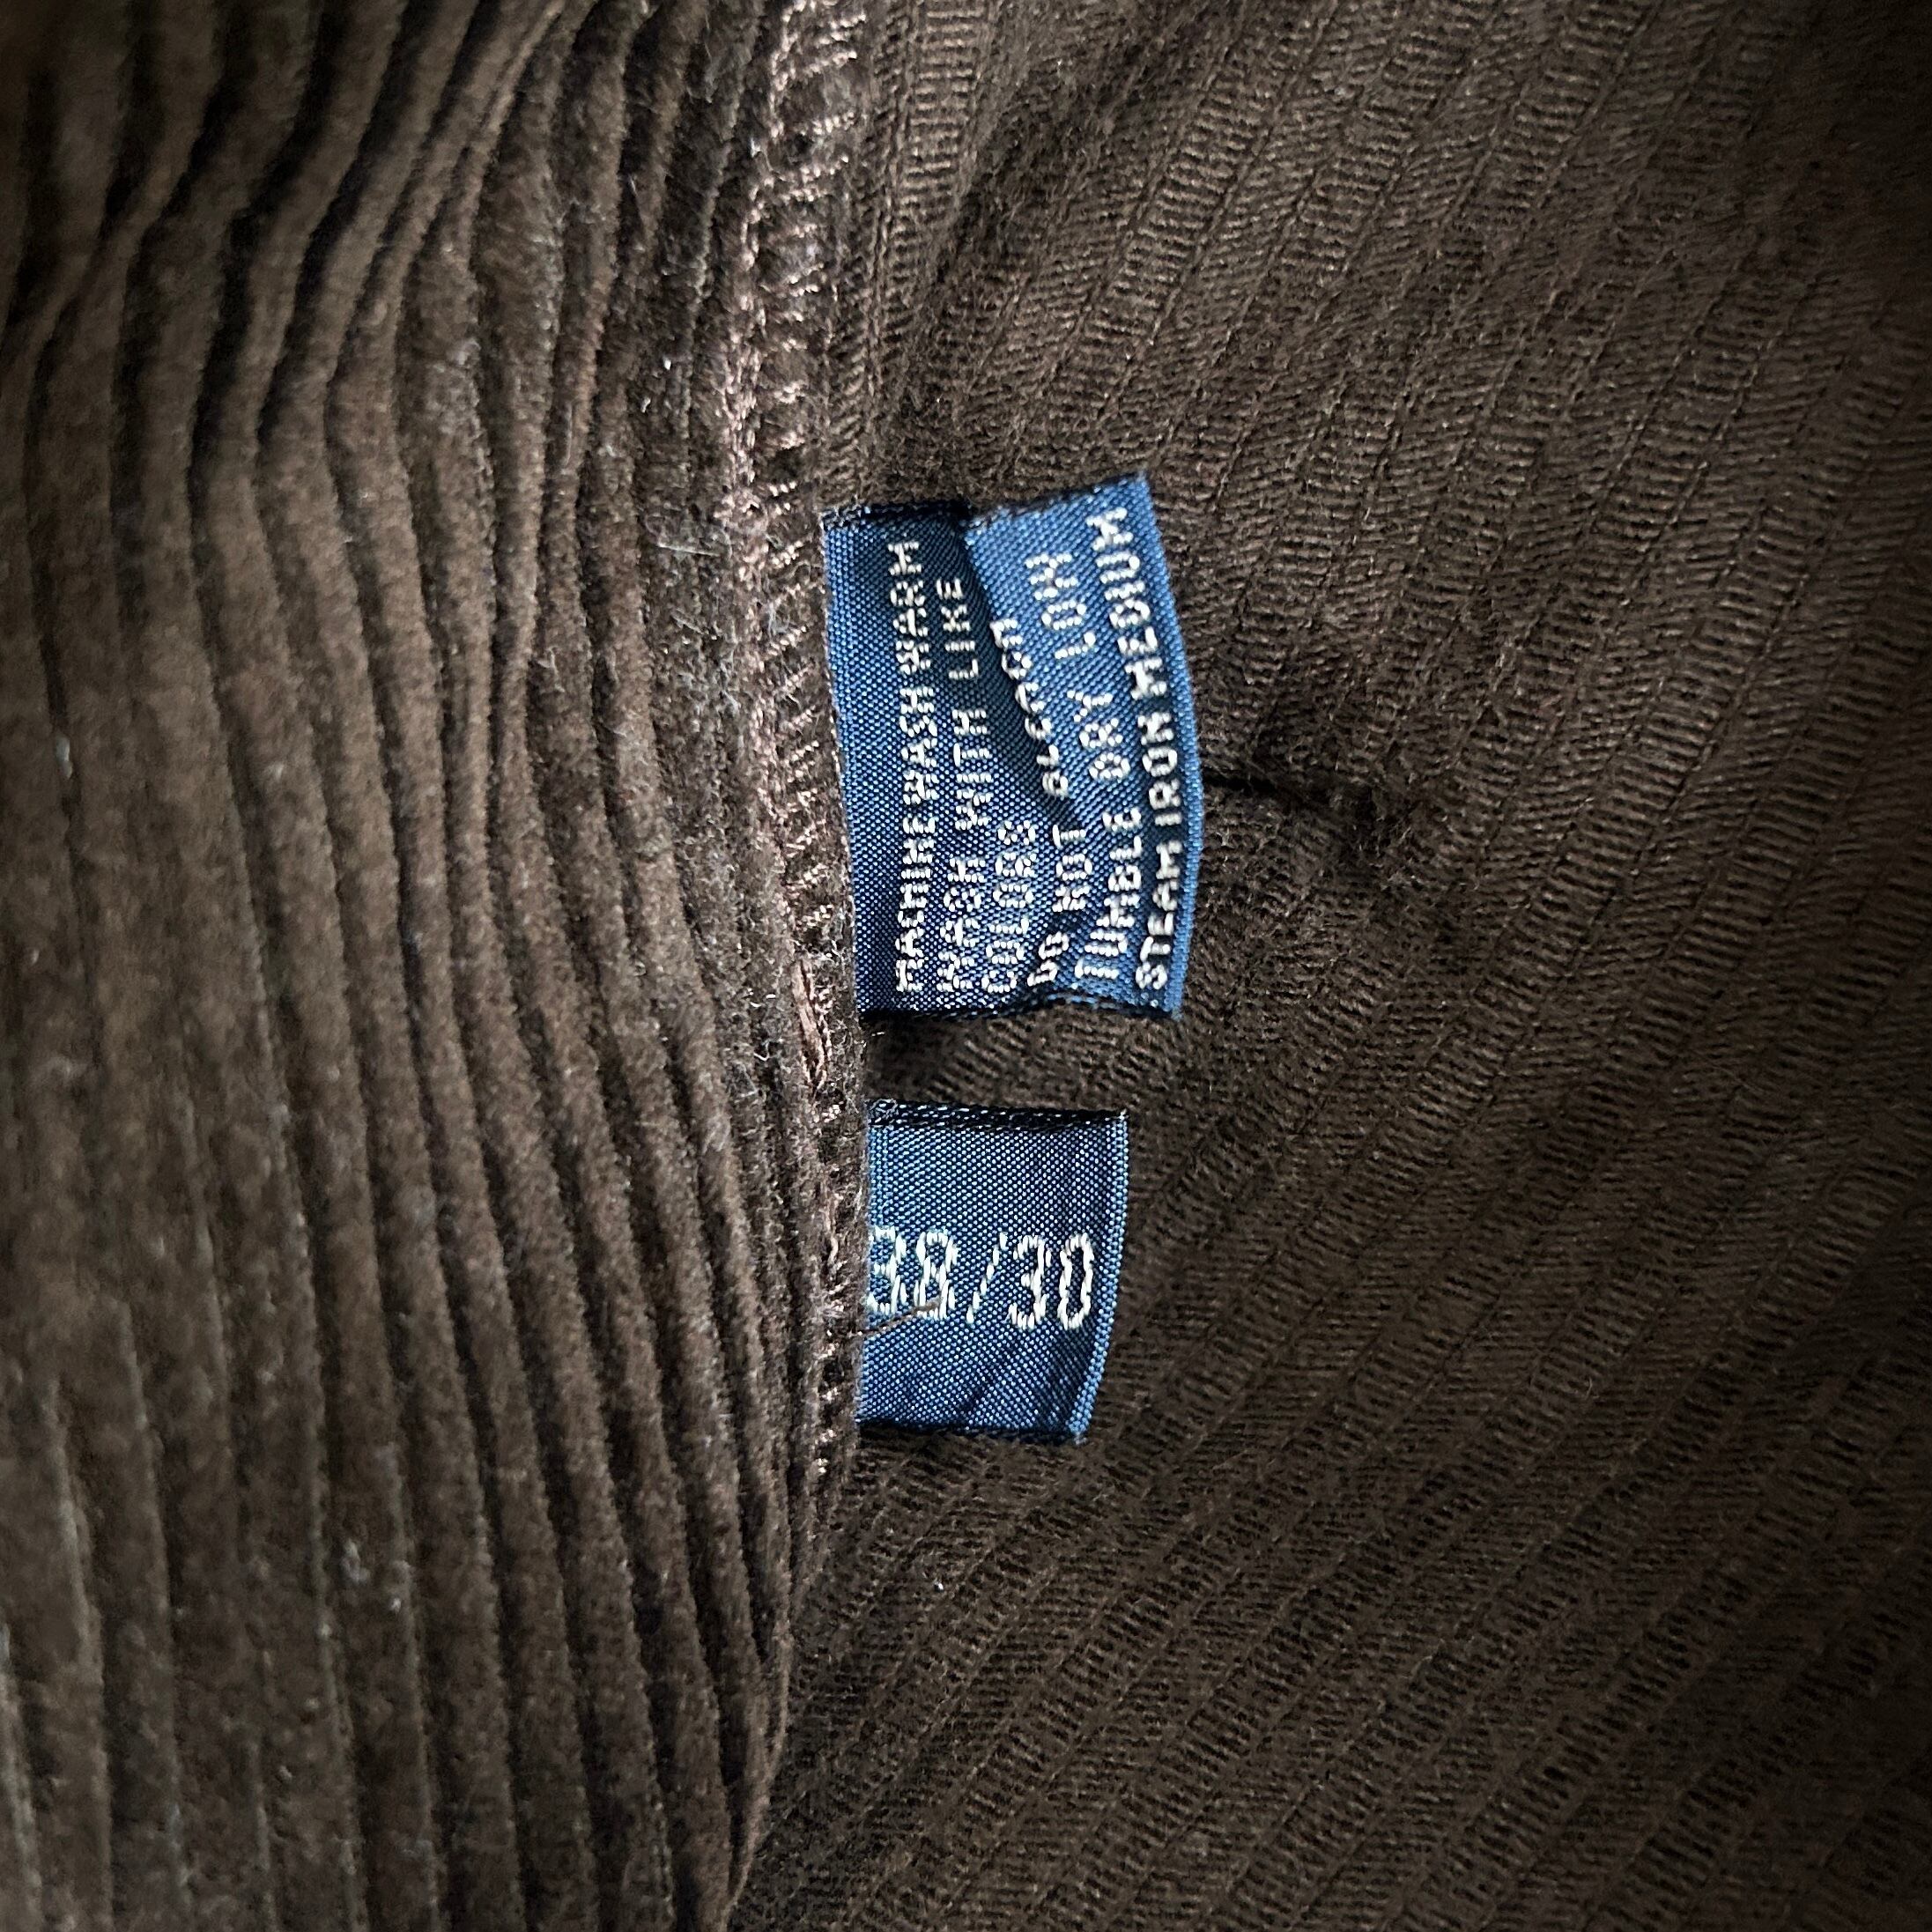 MACHINE WASH WARM
WASH WITH LIKE
COLORS
DO NOT BLEACH
TUMBLE DRY LOW
STEAM IRON MEDIUM
38/30